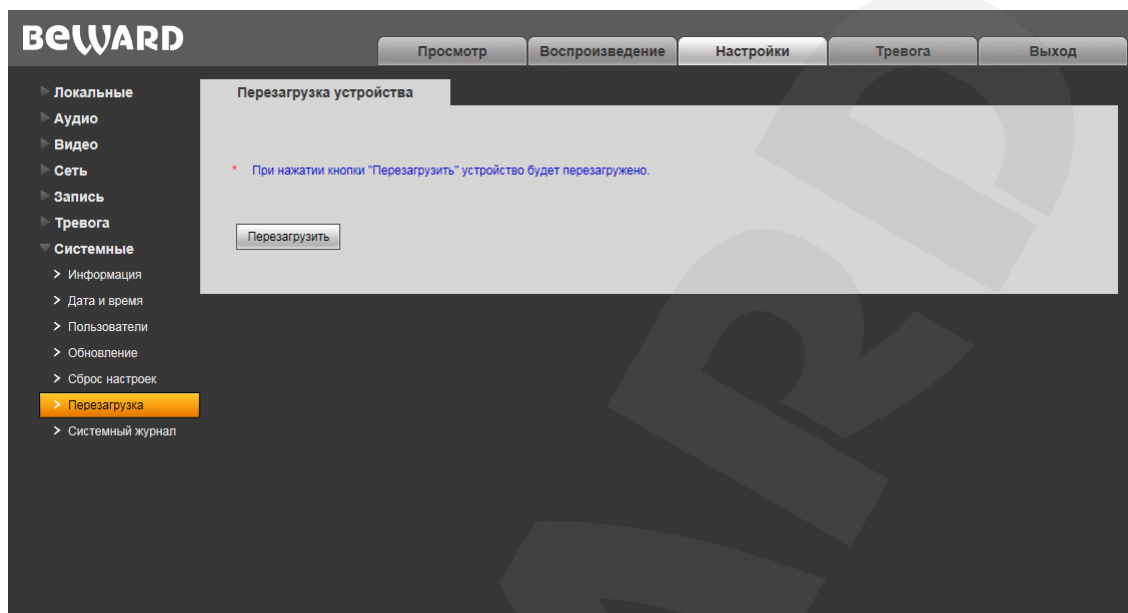 BEWARD
Просмотр Воспроизведение Настройки Тревога Выход
Локальные
Аудио
Видео
Сеть
Запись
Тревога
Системные
> Информация
> Дата и время
> Пользователи
> Обновление
> Сброс настроек
> Перезагрузка
> Системный журнал
Перезагрузка устройства
* При нажатии кнопки "Перезагрузить" устройство будет перезагружено.
Перезагрузить